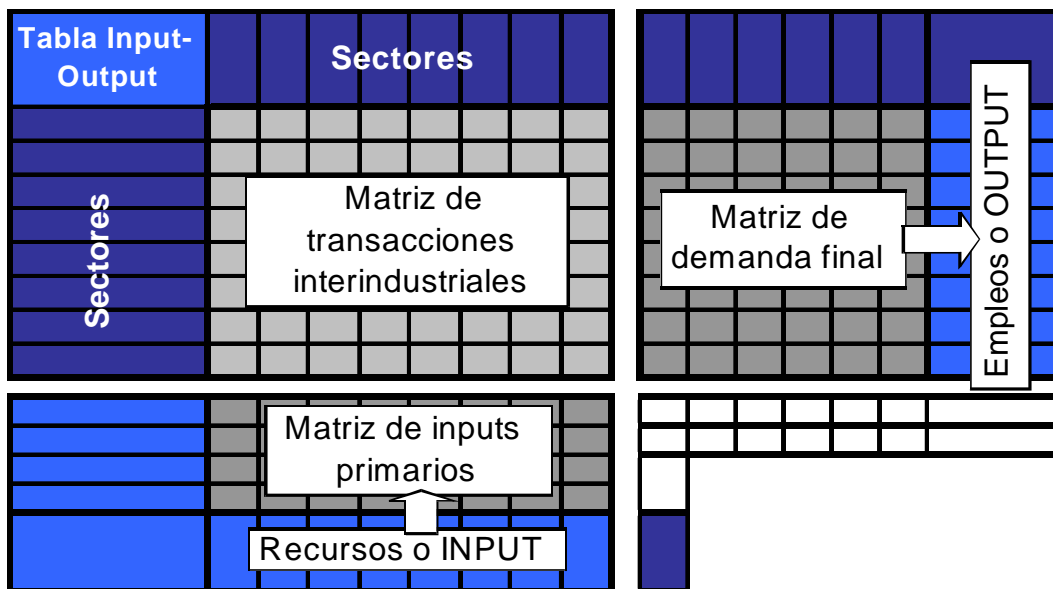 Tabla Input-
Output
Sectores
Sectores
Matriz de
transacciones
interindustriales
Matriz de
demanda final
Empleos o OUTPUT
Matriz de inputs
primarios
Recursos o INPUT